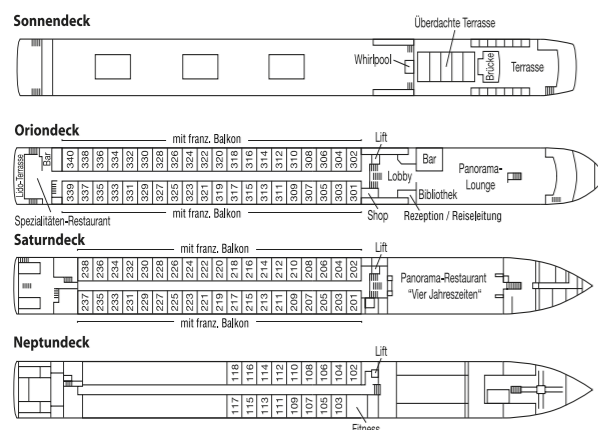 Sonnendeck
Überdachte Terrasse
Whirlpool
Brücke
Terrasse
Oriondeck
mit franz. Balkon
Lift
Lido-Terrasse
Bar
340 338 336 334 332 330 328 326 324 322 320 318 316 314 312 310 308 306 304 302
Lobby
Bar
Panorama-
Lounge
339 337 335 333 331 329 327 325 323 321 319 317 315 313 311 309 307 305 303 301
Bibliothek
mit franz. Balkon
Shop
Rezeption / Reiseleitung
Spezialitäten-Restaurant
Saturndeck
mit franz. Balkon
Lift
238 236 234 232 230 228 226 224 222 220 218 216 214 212 210 208 206 204 202
Panorama-Restaurant
"Vier Jahreszeiten"
237 235 233 231 229 227 225 223 221 219 217 215 213 211 209 207 205 203 201
mit franz. Balkon
Neptundeck
Lift
118 116 114 112 110 108 106 104 102
117 115 113 111 109 107 105 103
Fitness